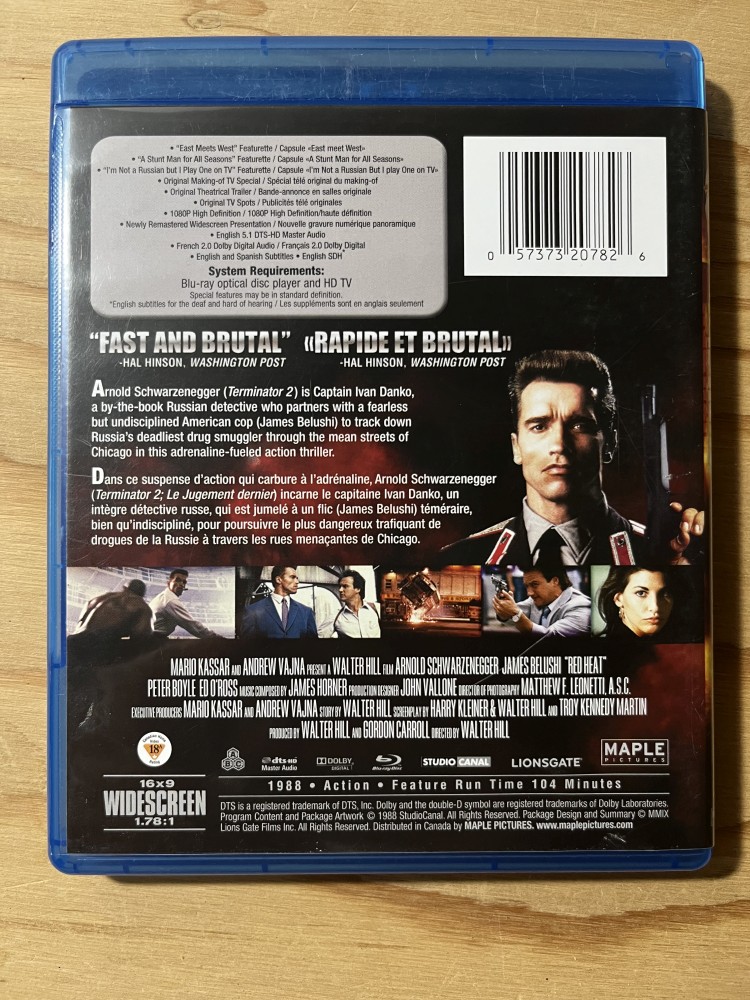 • "East Meets West" Featurette / Capsule «East meet West»
• "A Stunt Man for All Seasons" Featurette / Capsule «A Stunt Man for All Seasons»
• "I'm Not a Russian but I Play One on TV" Featurette / Capsule «I'm Not a Russian But I Play One on TV»
• Original Making-of TV Special / Spécial télé original du making-of
• Original Theatrical Trailer / Bande-annonce en salles originale
• Original TV Spots / Publicités télé originales
• 1080P High Definition / 1080P High Definition/haute définition
• Newly Remastered Widescreen Presentation / Nouvelle gravure numérique panoramique
• English 5.1 DTS-HD Master Audio
• French 2.0 Dolby Digital Audio / Français 2.0 Dolby Digital
• English and Spanish Subtitles • English SDH*
System Requirements:
Blu-ray optical disc player and HD TV
Special features may be in standard definition.
*English subtitles for the deaf and hard of hearing / Les suppléments sont en anglais seulement
0 57373 20782 6
"FAST AND BRUTAL"
-HAL HINSON, WASHINGTON POST
«RAPIDE ET BRUTAL»
-HAL HINSON, WASHINGTON POST
Arnold Schwarzenegger (Terminator 2) is Captain Ivan Danko,
a by-the-book Russian detective who partners with a fearless
but undisciplined American cop (James Belushi) to track down
Russia's deadliest drug smuggler through the mean streets of
Chicago in this adrenaline-fueled action thriller.
Dans ce suspense d'action qui carbure à l'adrénaline, Arnold Schwarzenegger
(Terminator 2; Le Jugement dernier) incarne le capitaine Ivan Danko, un
intègre détective russe, qui est jumelé à un flic (James Belushi) téméraire,
bien qu'indiscipliné, pour poursuivre le plus dangereux trafiquant de
drogues de la Russie à travers les rues menaçantes de Chicago.
MARIO KASSAR AND ANDREW VAJNA PRESENT A WALTER HILL FILM ARNOLD SCHWARZENEGGER JAMES BELUSHI "RED HEAT"
PETER BOYLE ED O'ROSS MUSIC COMPOSED BY JAMES HORNER PRODUCTION DESIGNER JOHN VALLONE DIRECTOR OF PHOTOGRAPHY MATTHEW F. LEONETTI, A.S.C.
EXECUTIVE PRODUCERS MARIO KASSAR AND ANDREW VAJNA STORY BY WALTER HILL SCREENPLAY BY HARRY KLEINER & WALTER HILL AND TROY KENNEDY MARTIN
PRODUCED BY WALTER HILL AND GORDON CARROLL DIRECTED BY WALTER HILL
18A
dts-HD
Master Audio
DOLBY
DIGITAL
Blu-ray Disc
STUDIO CANAL
LIONSGATE
MAPLE
PICTURES
16x9
WIDESCREEN
1.78:1
1988 • Action • Feature Run Time 104 Minutes
DTS is a registered trademark of DTS, Inc. Dolby and the double-D symbol are registered trademarks of Dolby Laboratories.
Program Content and Package Artwork © 1988 StudioCanal. All Rights Reserved. Package Design and Summary © MMIX
Lions Gate Films Inc. All Rights Reserved. Distributed in Canada by MAPLE PICTURES. www.maplepictures.com